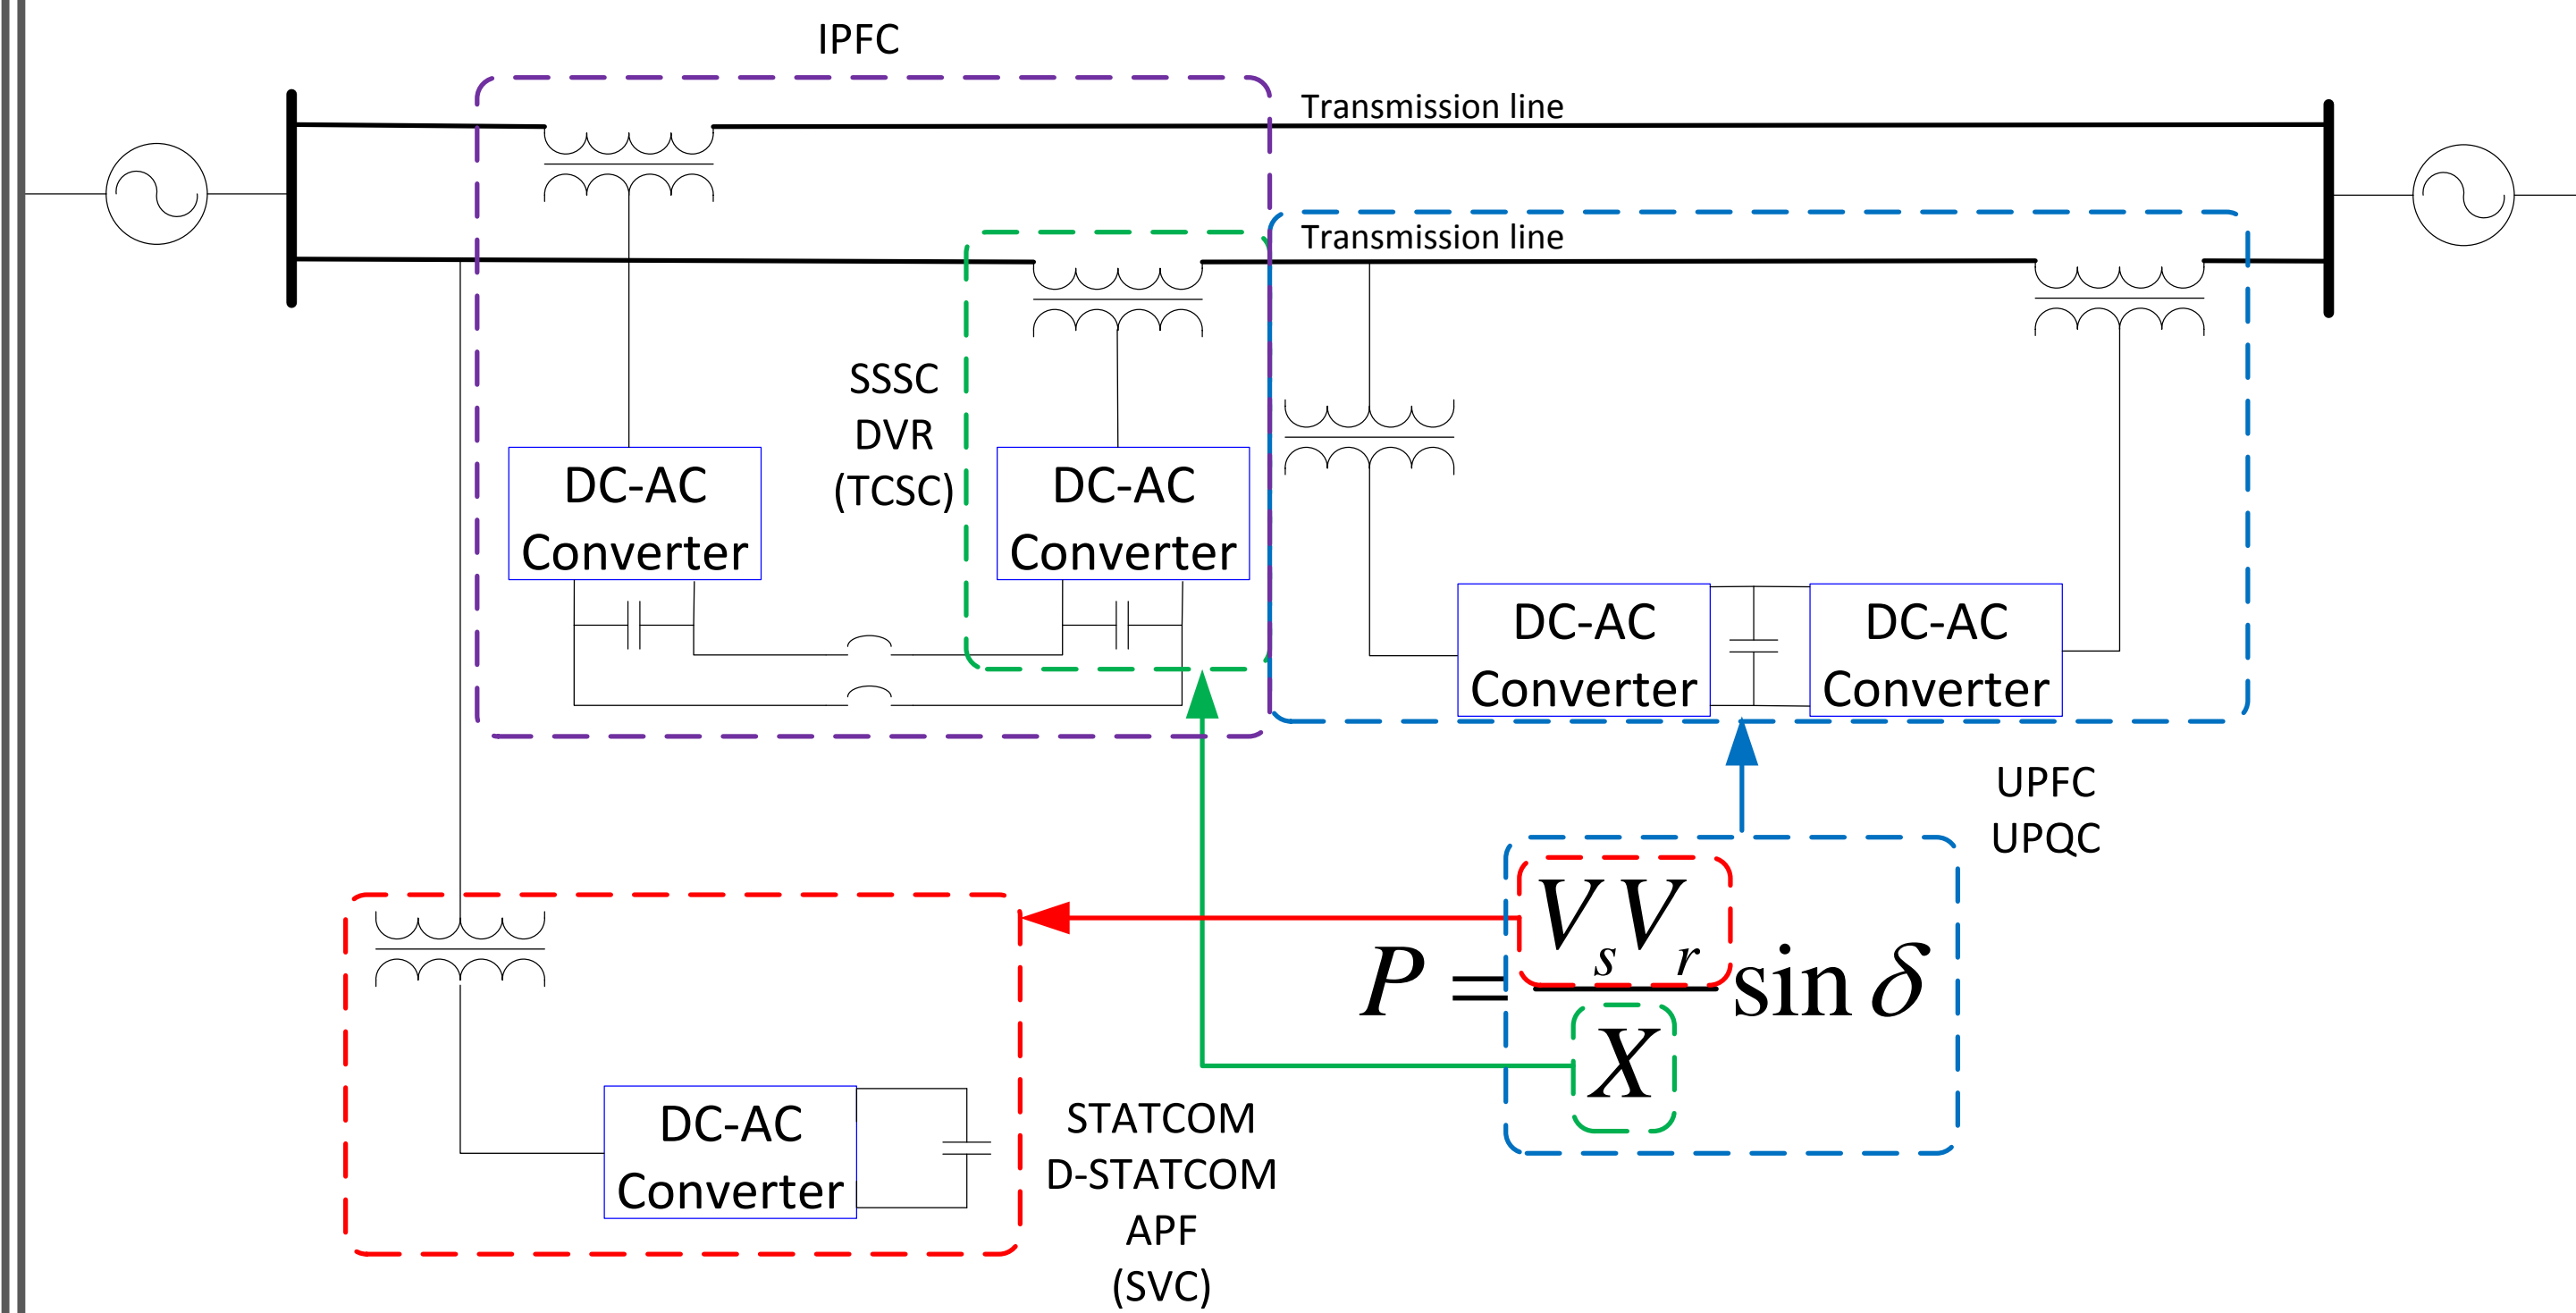 IPFC
Transmission line
Transmission line
SSSC
DVR
(TCSC)
DC-AC
Converter
DC-AC
Converter
DC-AC
Converter
DC-AC
Converter
UPFC
UPQC
P = VsVr / X sin δ
DC-AC
Converter
STATCOM
D-STATCOM
APF
(SVC)